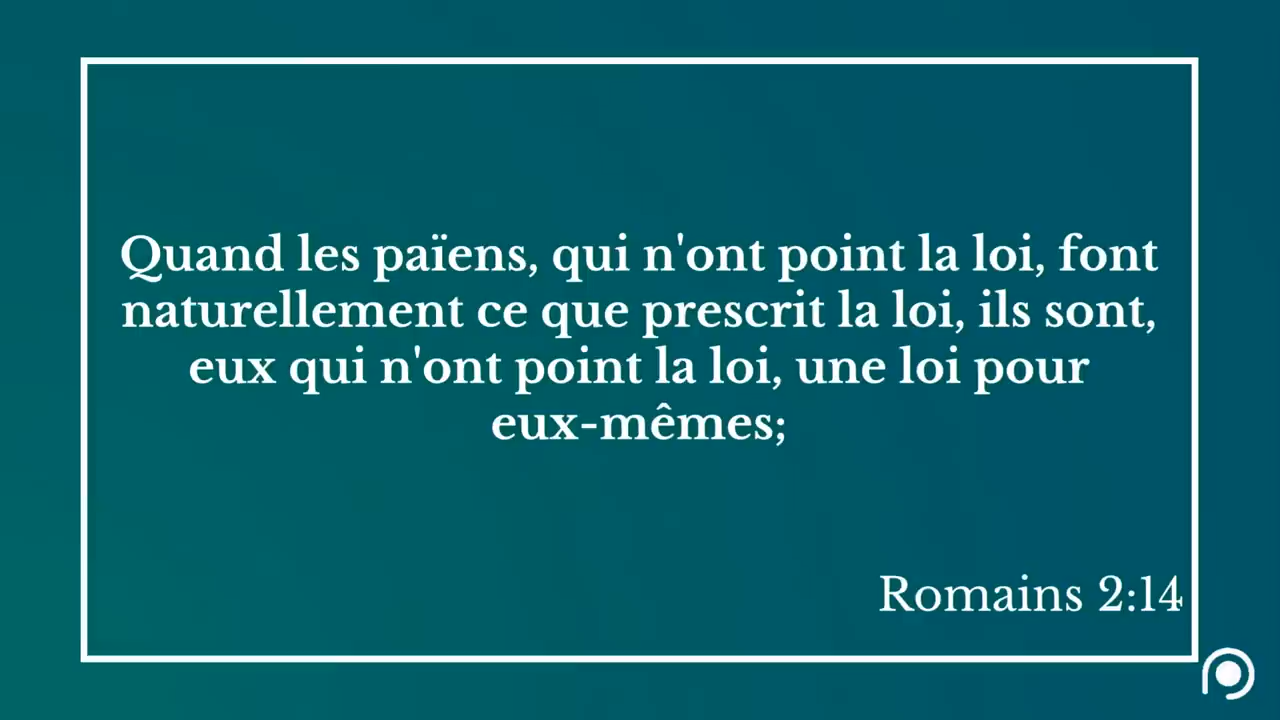 Quand les païens, qui n'ont point la loi, font
naturellement ce que prescrit la loi, ils sont,
eux qui n'ont point la loi, une loi pour
eux-mêmes;
Romains 2:14